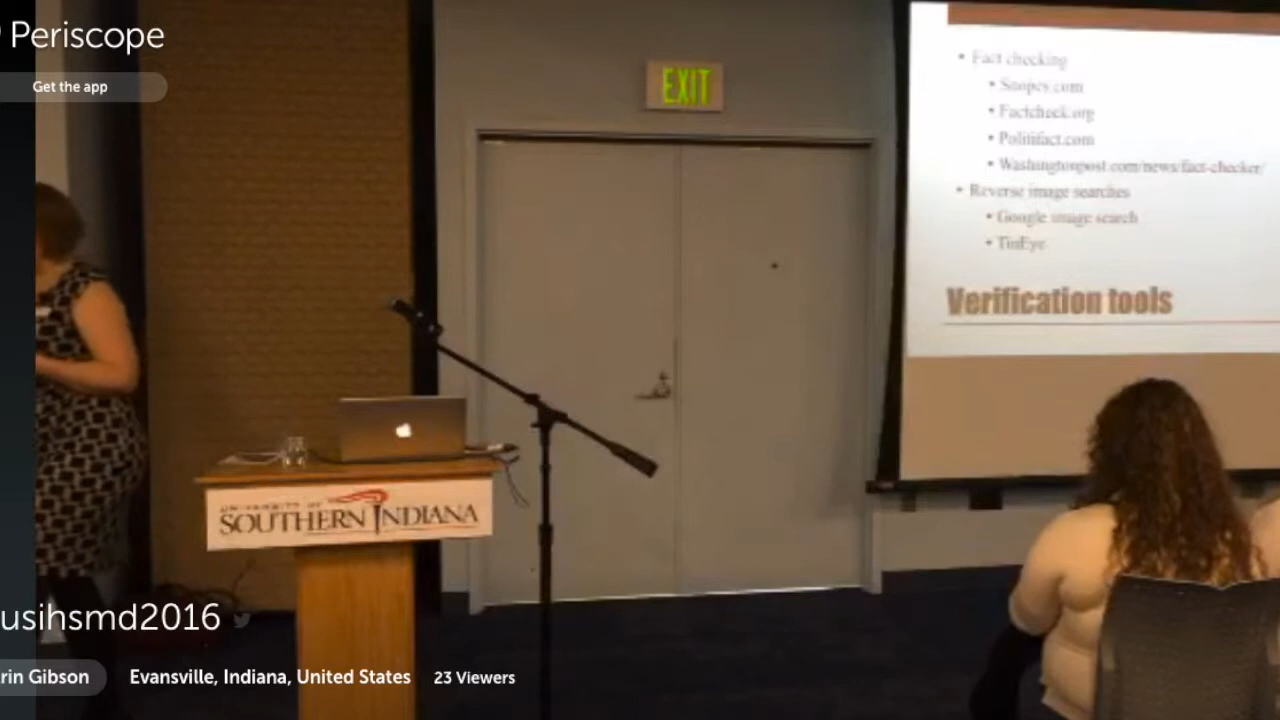 Periscope
Get the app
EXIT
• Fact checking
• Snopes.com
• Factcheck.org
• Politifact.com
• Washingtonpost.com/news/fact-checker/
• Reverse image searches
• Google image search
• TinEye
Verification tools
UNIVERSITY OF
SOUTHERN INDIANA
usihsmd2016
rin Gibson
Evansville, Indiana, United States
23 Viewers